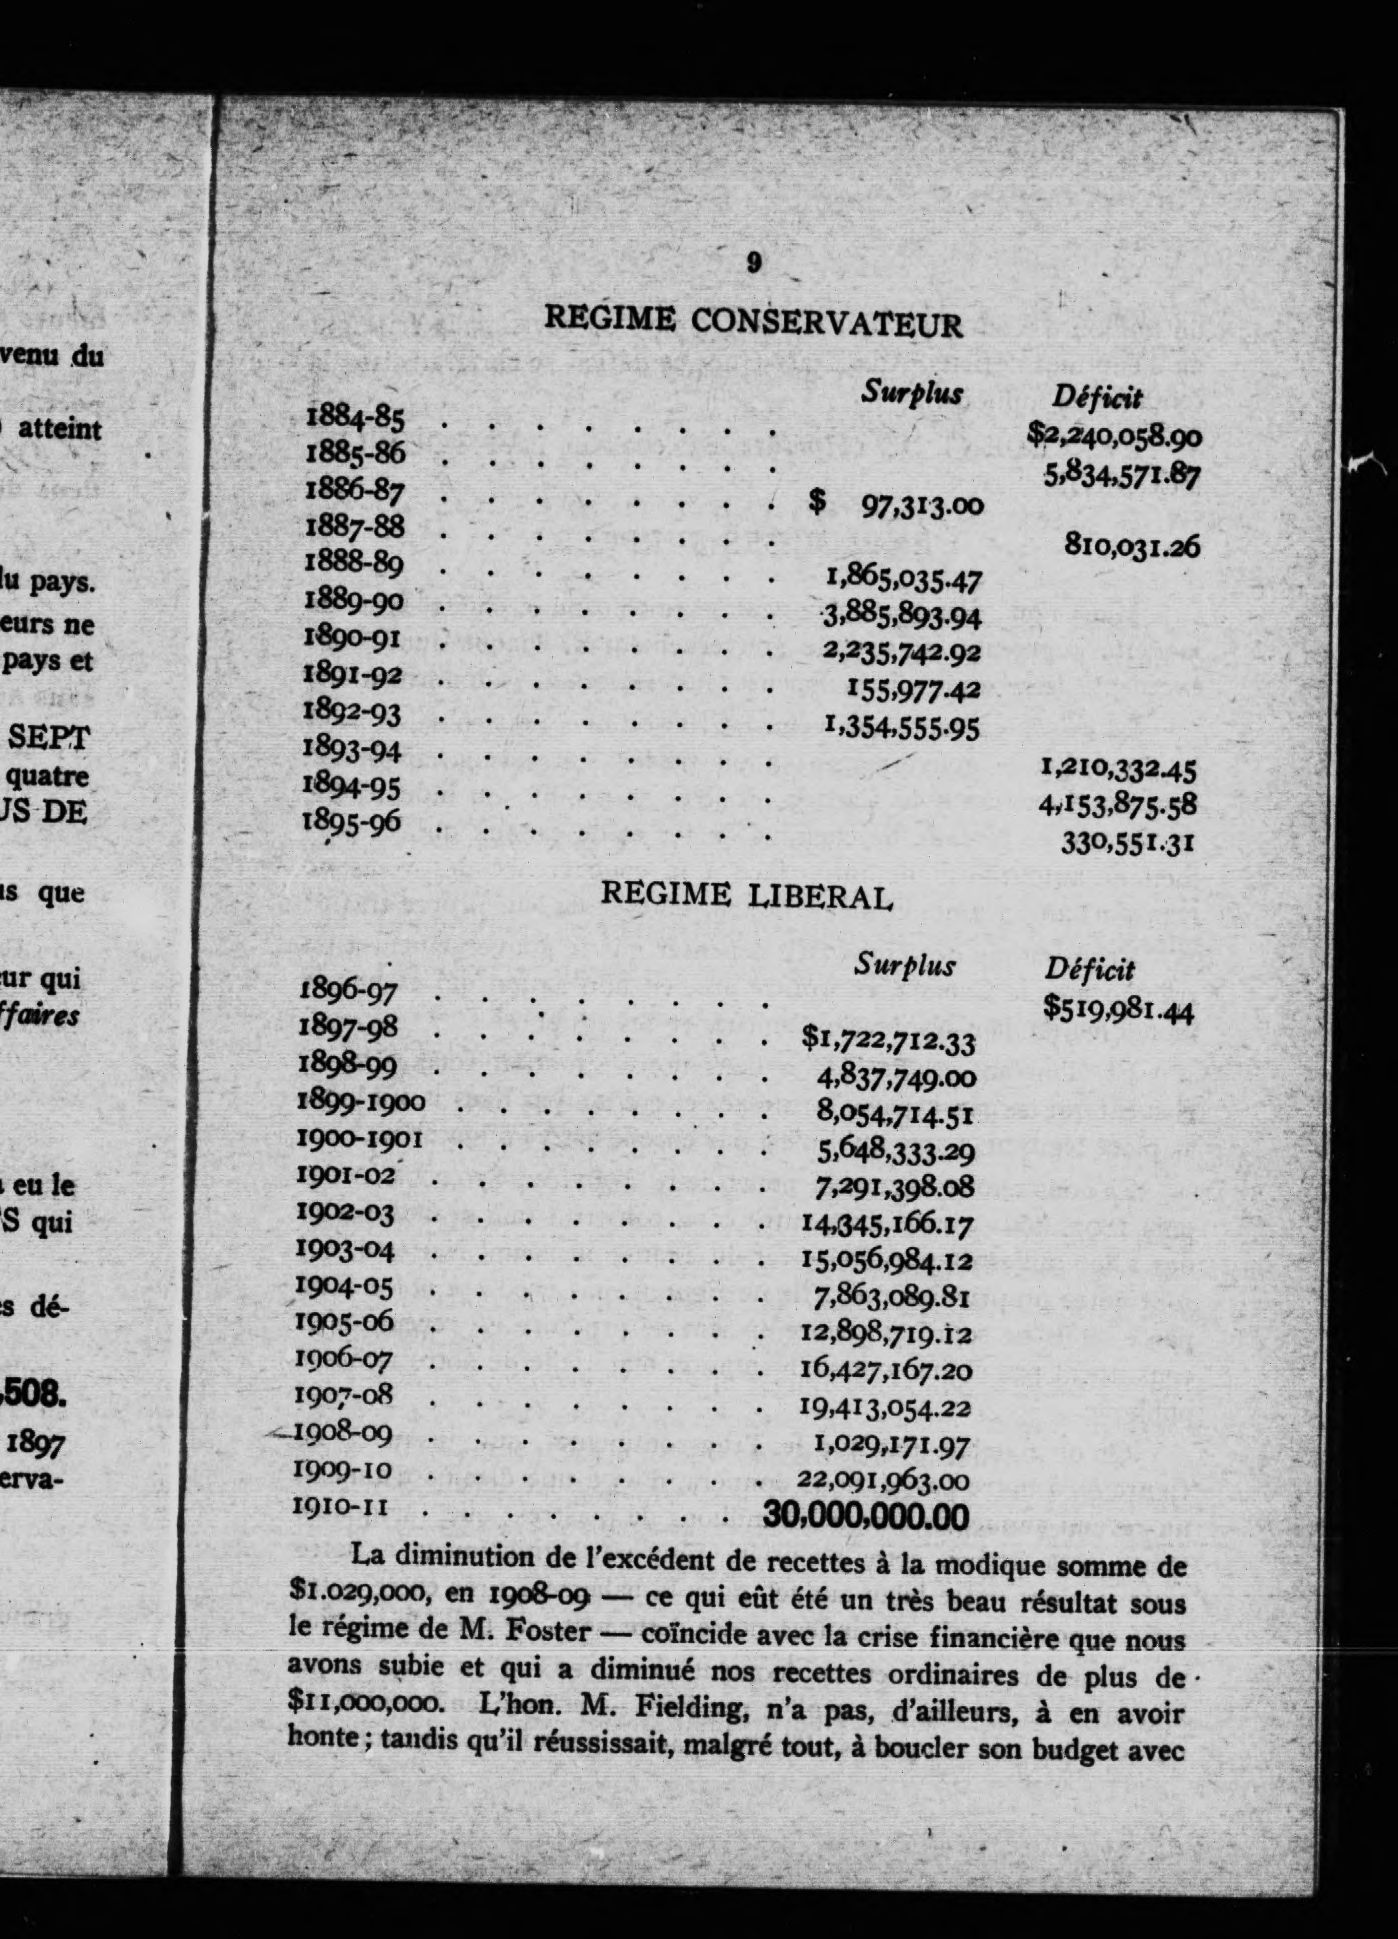 venu du
atteint
lu pays.
eurs ne
pays et
SEPT
quatre
US DE
us que
eur qui
ffaires
a eu le
TS qui
es dé-
,508.
1897
erva-
9
REGIME CONSERVATEUR
Surplus Déficit
1884-85 . . . . . . . . $2,240,058.90
1885-86 . . . . . . . . 5,834,571.87
1886-87 . . . . . . . . $ 97,313.00
1887-88 . . . . . . . . 810,031.26
1888-89 . . . . . . . . 1,865,035.47
1889-90 . . . . . . . . 3,885,893.94
1890-91 . . . . . . . . 2,235,742.92
1891-92 . . . . . . . . 155,977.42
1892-93 . . . . . . . . 1,354,555.95
1893-94 . . . . . . . . 1,210,332.45
1894-95 . . . . . . . . 4,153,875.58
1895-96 . . . . . . . . 330,551.31
REGIME LIBERAL
Surplus Déficit
1896-97 . . . . . . . . $519,981.44
1897-98 . . . . . . . . $1,722,712.33
1898-99 . . . . . . . . 4,837,749.00
1899-1900 . . . . . . . 8,054,714.51
1900-1901 . . . . . . . 5,648,333.29
1901-02 . . . . . . . . 7,291,398.08
1902-03 . . . . . . . . 14,345,166.17
1903-04 . . . . . . . . 15,056,984.12
1904-05 . . . . . . . . 7,863,089.81
1905-06 . . . . . . . . 12,898,719.12
1906-07 . . . . . . . . 16,427,167.20
1907-08 . . . . . . . . 19,413,054.22
1908-09 . . . . . . . . 1,029,171.97
1909-10 . . . . . . . . 22,091,963.00
1910-11 . . . . . . . . 30,000,000.00
La diminution de l'excédent de recettes à la modique somme de
$1.029,000, en 1908-09 — ce qui eût été un très beau résultat sous
le régime de M. Foster — coïncide avec la crise financière que nous
avons subie et qui a diminué nos recettes ordinaires de plus de
$11,000,000. L'hon. M. Fielding, n'a pas, d'ailleurs, à en avoir
honte; tandis qu'il réussissait, malgré tout, à boucler son budget avec